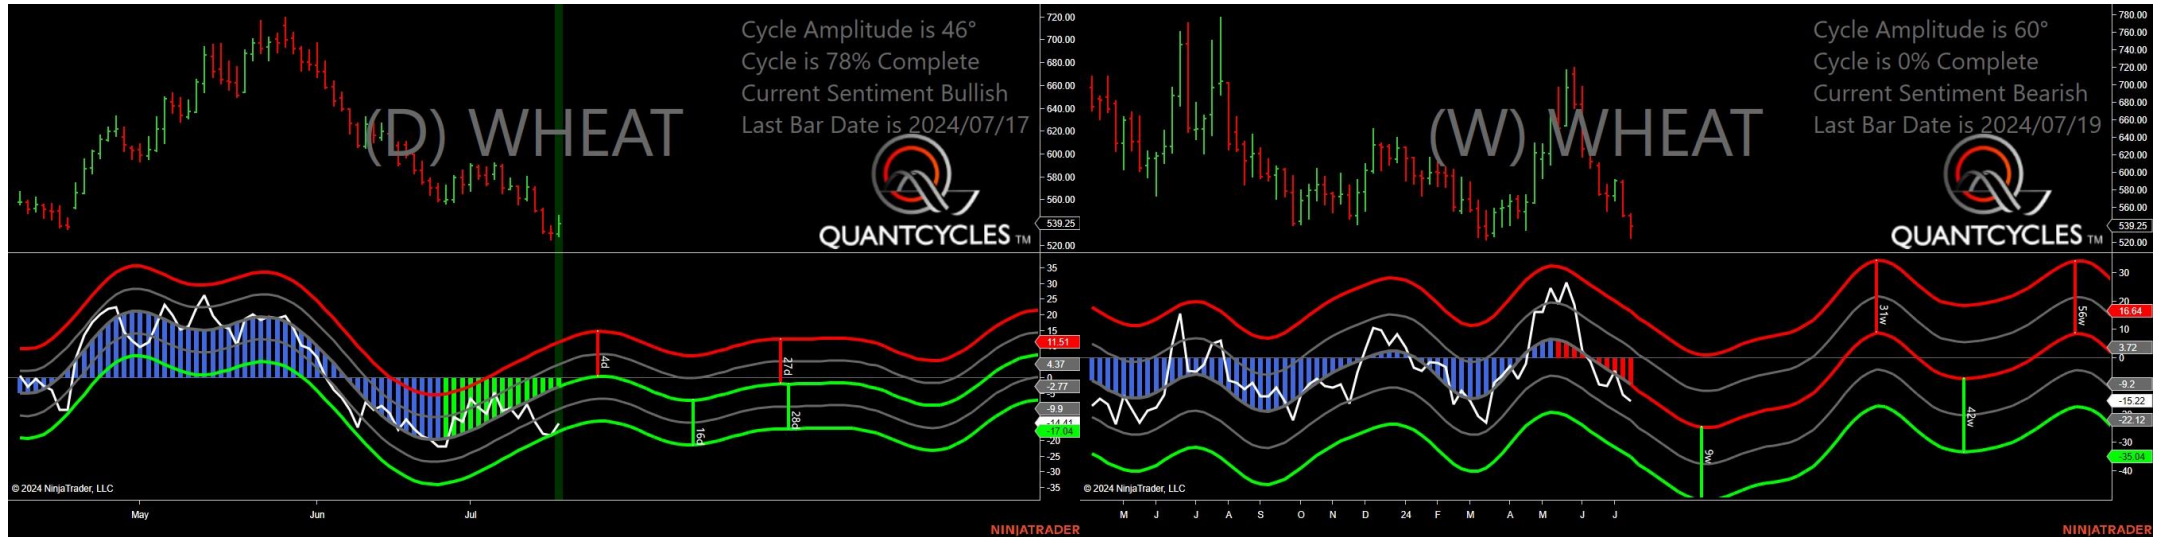 Cycle Amplitude is 46°
Cycle is 78% Complete
Current Sentiment Bullish
Last Bar Date is 2024/07/17
(D) WHEAT
QUANTCYCLES TM
720.00
700.00
680.00
660.00
640.00
620.00
600.00
580.00
560.00
539.25
520.00
35
30
25
20
15
11.51
4.37
0
-2.77
-5
-9.9
-14.41
-17.04
-20
-25
-30
-35
4d
16d
27d
28d
© 2024 NinjaTrader, LLC
May
Jun
Jul
NINJATRADER
Cycle Amplitude is 60°
Cycle is 0% Complete
Current Sentiment Bearish
Last Bar Date is 2024/07/19
(W) WHEAT
QUANTCYCLES TM
780.00
760.00
740.00
720.00
700.00
680.00
660.00
640.00
620.00
600.00
580.00
560.00
539.25
520.00
30
20
16.64
10
3.72
0
-9.2
-15.22
-22.12
-30
-35.04
-40
9w
31w
42w
56w
© 2024 NinjaTrader, LLC
M J J A S O N D 24 F M A M J J
NINJATRADER